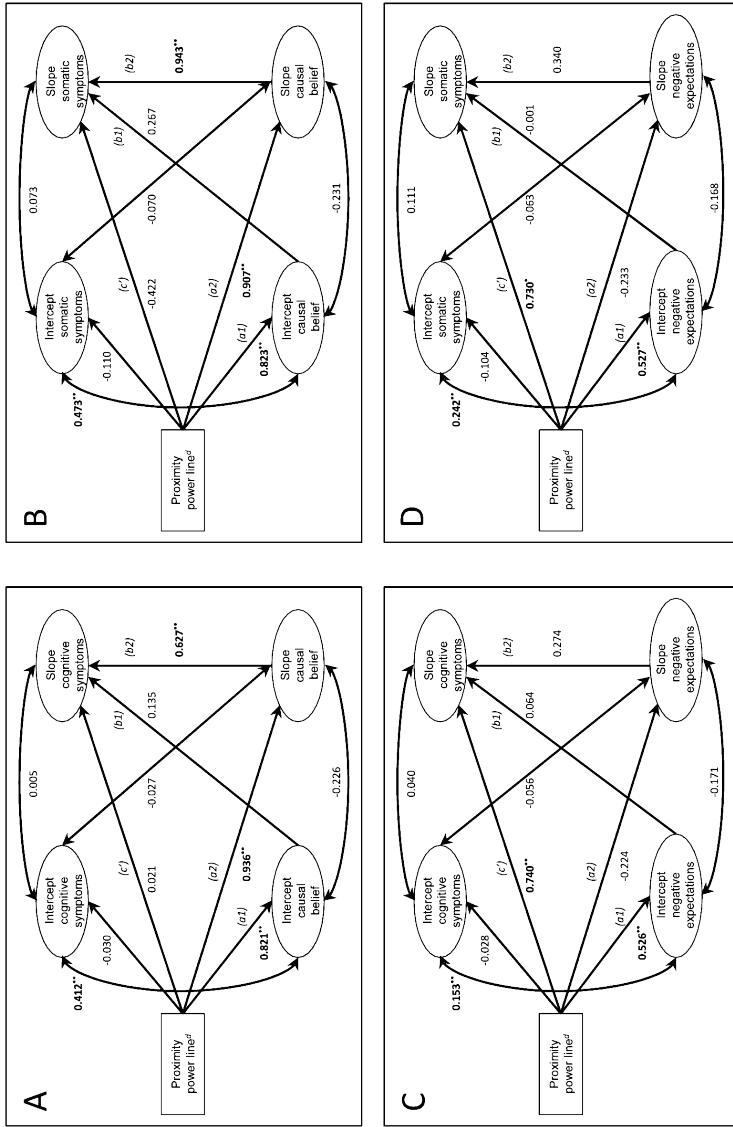 A
Intercept
cognitive
symptoms
Slope
cognitive
symptoms
0.005
0.412**
-0.030
(c')
0.021
-0.027
(b1)
0.135
(b2)
0.627**
Proximity
power line^d
(a1)
0.821**
(a2)
0.936**
-0.226
Intercept
causal
belief
Slope
causal
belief
B
Intercept
somatic
symptoms
Slope
somatic
symptoms
0.073
0.473**
-0.110
(c')
-0.422
-0.070
(b1)
0.267
(b2)
0.943**
Proximity
power line^d
(a1)
0.823**
(a2)
0.907**
-0.231
Intercept
causal
belief
Slope
causal
belief
C
Intercept
cognitive
symptoms
Slope
cognitive
symptoms
0.040
0.153**
-0.028
(c')
0.740**
-0.056
(b1)
0.064
(b2)
0.274
Proximity
power line^d
(a1)
0.526**
(a2)
-0.224
-0.171
Intercept
negative
expectations
Slope
negative
expectations
D
Intercept
somatic
symptoms
Slope
somatic
symptoms
0.111
0.242**
-0.104
(c')
0.730*
-0.063
(b1)
-0.001
(b2)
0.340
Proximity
power line^d
(a1)
0.527**
(a2)
-0.233
-0.168
Intercept
negative
expectations
Slope
negative
expectations